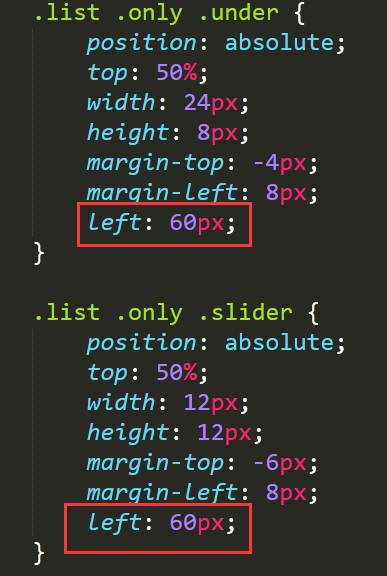 .list .only .under {
position: absolute;
top: 50%;
width: 24px;
height: 8px;
margin-top: -4px;
margin-left: 8px;
left: 60px;
}
.list .only .slider {
position: absolute;
top: 50%;
width: 12px;
height: 12px;
margin-top: -6px;
margin-left: 8px;
left: 60px;
}